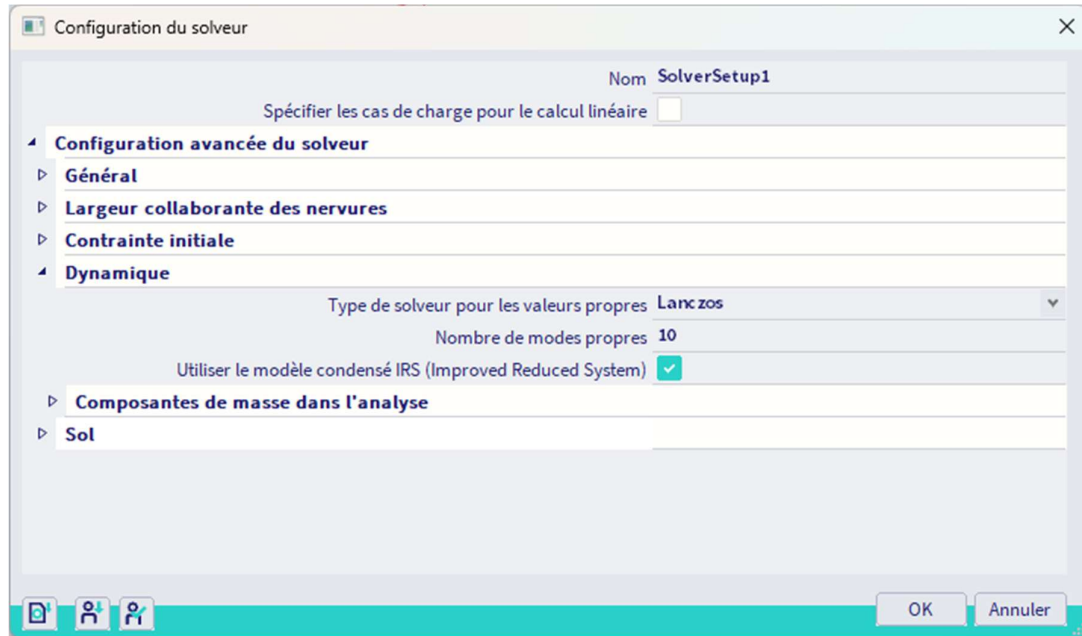 Configuration du solveur
Nom SolverSetup1
Spécifier les cas de charge pour le calcul linéaire
Configuration avancée du solveur
Général
Largeur collaborante des nervures
Contrainte initiale
Dynamique
Type de solveur pour les valeurs propres Lanczos
Nombre de modes propres 10
Utiliser le modèle condensé IRS (Improved Reduced System)
Composantes de masse dans l'analyse
Sol
OK Annuler